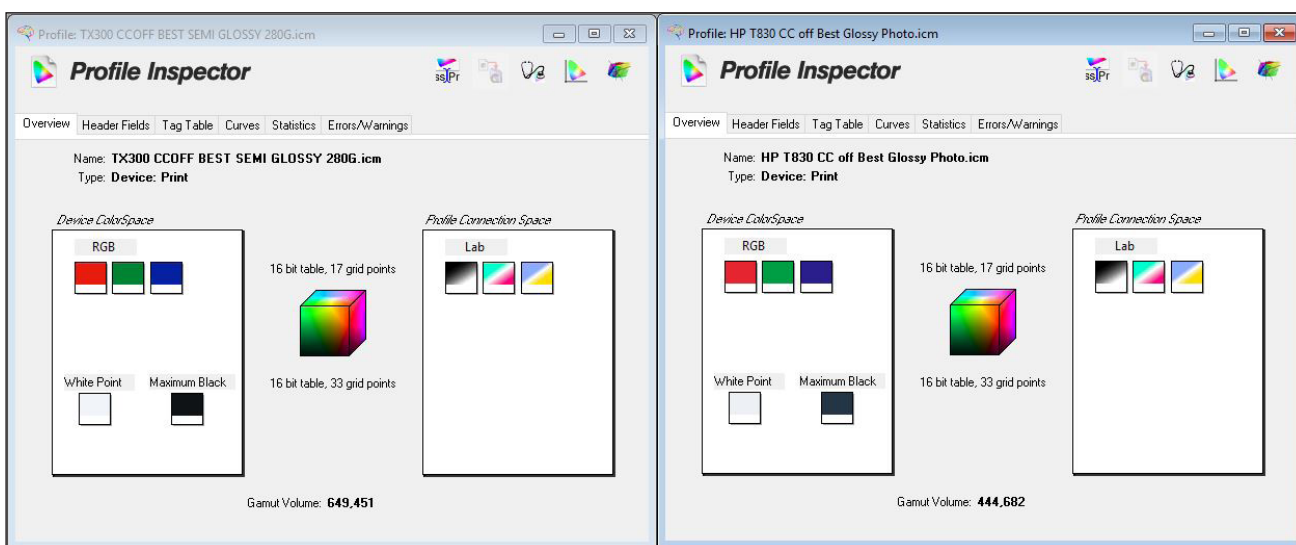 Profile: TX300 CCOFF BEST SEMI GLOSSY 280G.icm
Profile Inspector
Overview Header Fields Tag Table Curves Statistics Errors/Warnings
Name: TX300 CCOFF BEST SEMI GLOSSY 280G.icm
Type: Device: Print
Device ColorSpace
Profile Connection Space
RGB
Lab
16 bit table, 17 grid points
16 bit table, 33 grid points
White Point Maximum Black
Gamut Volume: 649,451
Profile: HP T830 CC off Best Glossy Photo.icm
Profile Inspector
Overview Header Fields Tag Table Curves Statistics Errors/Warnings
Name: HP T830 CC off Best Glossy Photo.icm
Type: Device: Print
Device ColorSpace
Profile Connection Space
RGB
Lab
16 bit table, 17 grid points
16 bit table, 33 grid points
White Point Maximum Black
Gamut Volume: 444,682